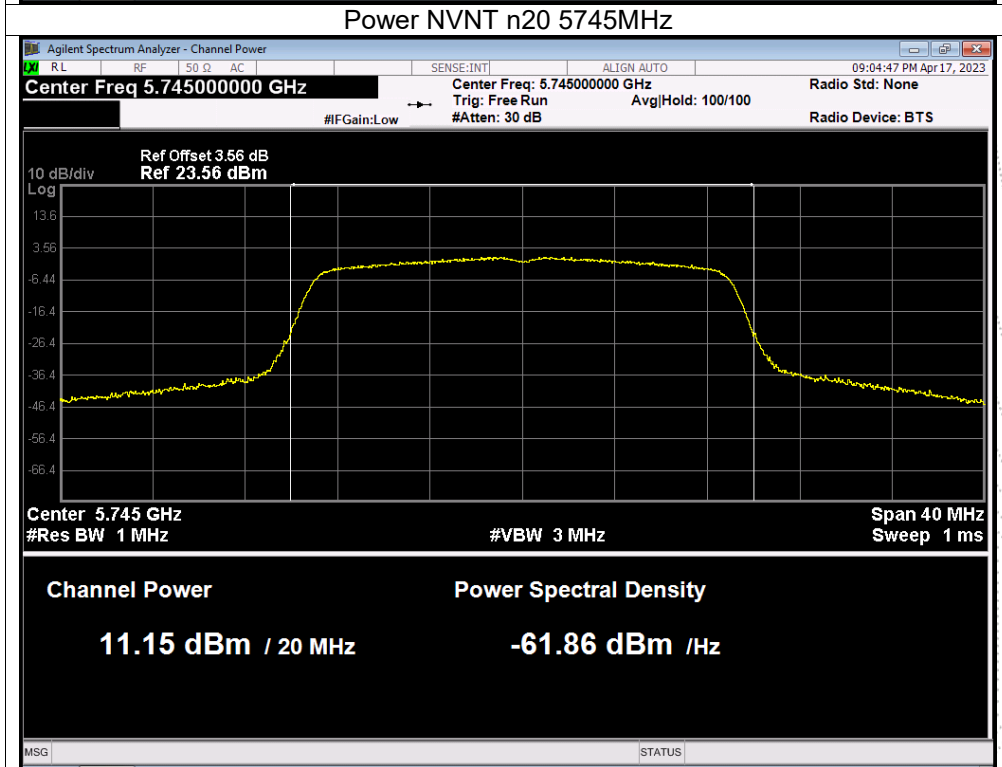 Power NVNT n20 5745MHz
Agilent Spectrum Analyzer - Channel Power
LXI RL RF 50 Ω AC SENSE:INT ALIGN AUTO 09:04:47 PM Apr 17, 2023
Center Freq 5.745000000 GHz Center Freq: 5.745000000 GHz Radio Std: None
Trig: Free Run Avg|Hold: 100/100
#IFGain:Low #Atten: 30 dB Radio Device: BTS
Ref Offset 3.56 dB
10 dB/div Ref 23.56 dBm
Log
13.6
3.56
-6.44
-16.4
-26.4
-36.4
-46.4
-56.4
-66.4
Center 5.745 GHz Span 40 MHz
#Res BW 1 MHz #VBW 3 MHz Sweep 1 ms
Channel Power Power Spectral Density
11.15 dBm / 20 MHz -61.86 dBm /Hz
MSG STATUS